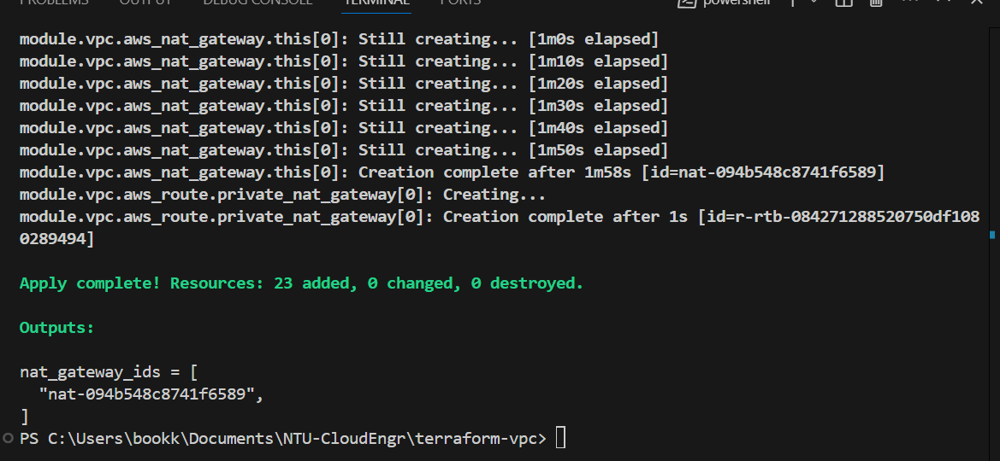 PROBLEMS OUTPUT DEBUG CONSOLE TERMINAL PORTS powershell
module.vpc.aws_nat_gateway.this[0]: Still creating... [1m0s elapsed]
module.vpc.aws_nat_gateway.this[0]: Still creating... [1m10s elapsed]
module.vpc.aws_nat_gateway.this[0]: Still creating... [1m20s elapsed]
module.vpc.aws_nat_gateway.this[0]: Still creating... [1m30s elapsed]
module.vpc.aws_nat_gateway.this[0]: Still creating... [1m40s elapsed]
module.vpc.aws_nat_gateway.this[0]: Still creating... [1m50s elapsed]
module.vpc.aws_nat_gateway.this[0]: Creation complete after 1m58s [id=nat-094b548c8741f6589]
module.vpc.aws_route.private_nat_gateway[0]: Creating...
module.vpc.aws_route.private_nat_gateway[0]: Creation complete after 1s [id=r-rtb-084271288520750df108
0289494]
Apply complete! Resources: 23 added, 0 changed, 0 destroyed.
Outputs:
nat_gateway_ids = [
"nat-094b548c8741f6589",
]
PS C:\Users\bookk\Documents\NTU-CloudEngr\terraform-vpc>